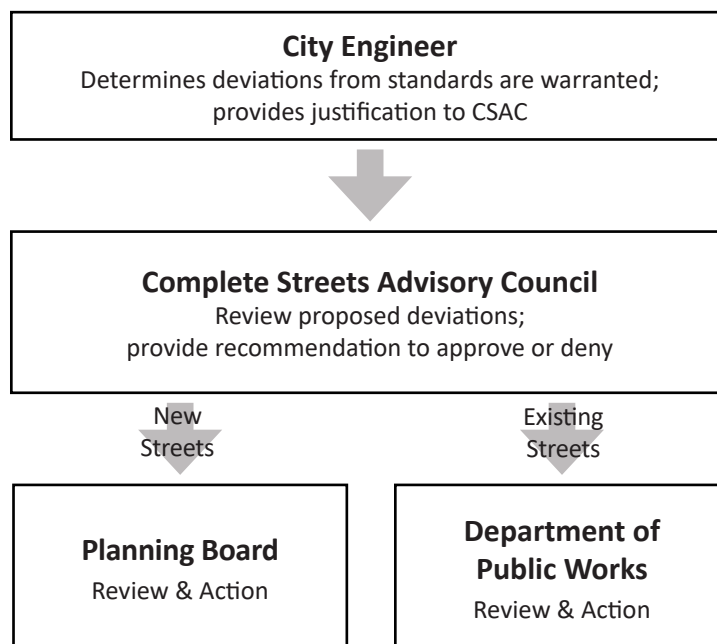 City Engineer
Determines deviations from standards are warranted;
provides justification to CSAC
Complete Streets Advisory Council
Review proposed deviations;
provide recommendation to approve or deny
New
Streets
Existing
Streets
Planning Board
Review & Action
Department of
Public Works
Review & Action